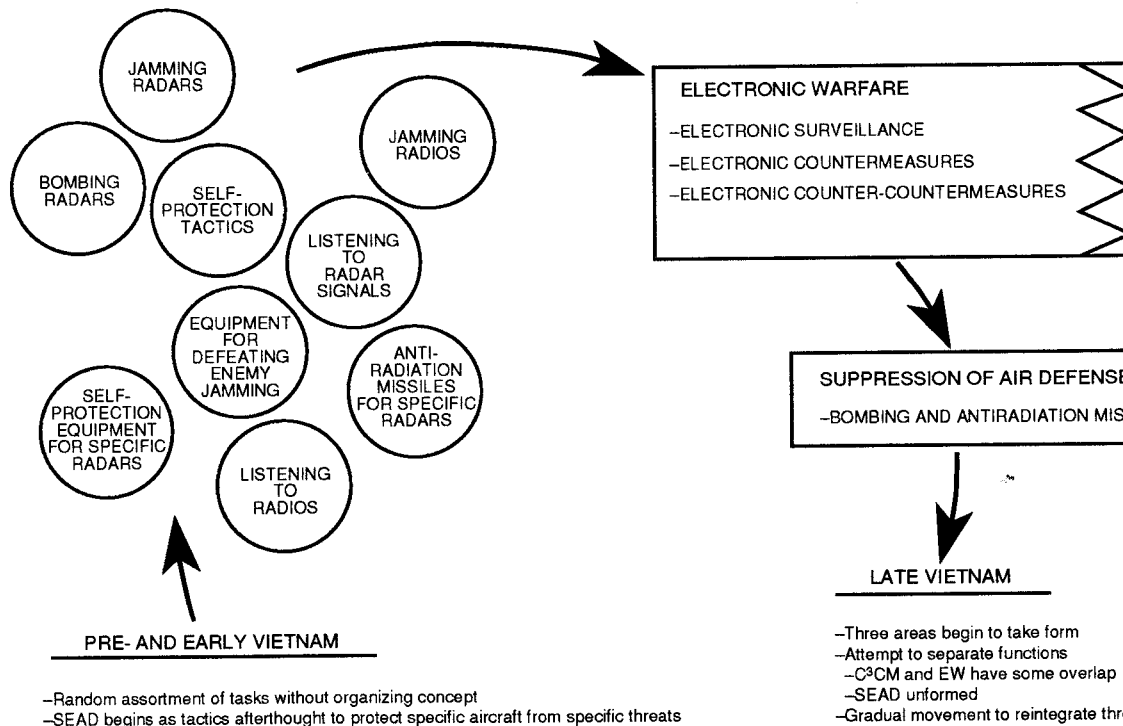 JAMMING
RADARS
JAMMING
RADIOS
BOMBING
RADARS
SELF-
PROTECTION
TACTICS
LISTENING
TO
RADAR
SIGNALS
EQUIPMENT
FOR
DEFEATING
ENEMY
JAMMING
ANTI-
RADIATION
MISSILES
FOR SPECIFIC
RADARS
SELF-
PROTECTION
EQUIPMENT
FOR SPECIFIC
RADARS
LISTENING
TO
RADIOS
PRE- AND EARLY VIETNAM
–Random assortment of tasks without organizing concept
–SEAD begins as tactics afterthought to protect specific aircraft from specific threats
ELECTRONIC WARFARE
–ELECTRONIC SURVEILLANCE
–ELECTRONIC COUNTERMEASURES
–ELECTRONIC COUNTER-COUNTERMEASURES
SUPPRESSION OF AIR DEFENSE
–BOMBING AND ANTIRADIATION MIS
LATE VIETNAM
–Three areas begin to take form
–Attempt to separate functions
–C³CM and EW have some overlap
–SEAD unformed
–Gradual movement to reintegrate thre